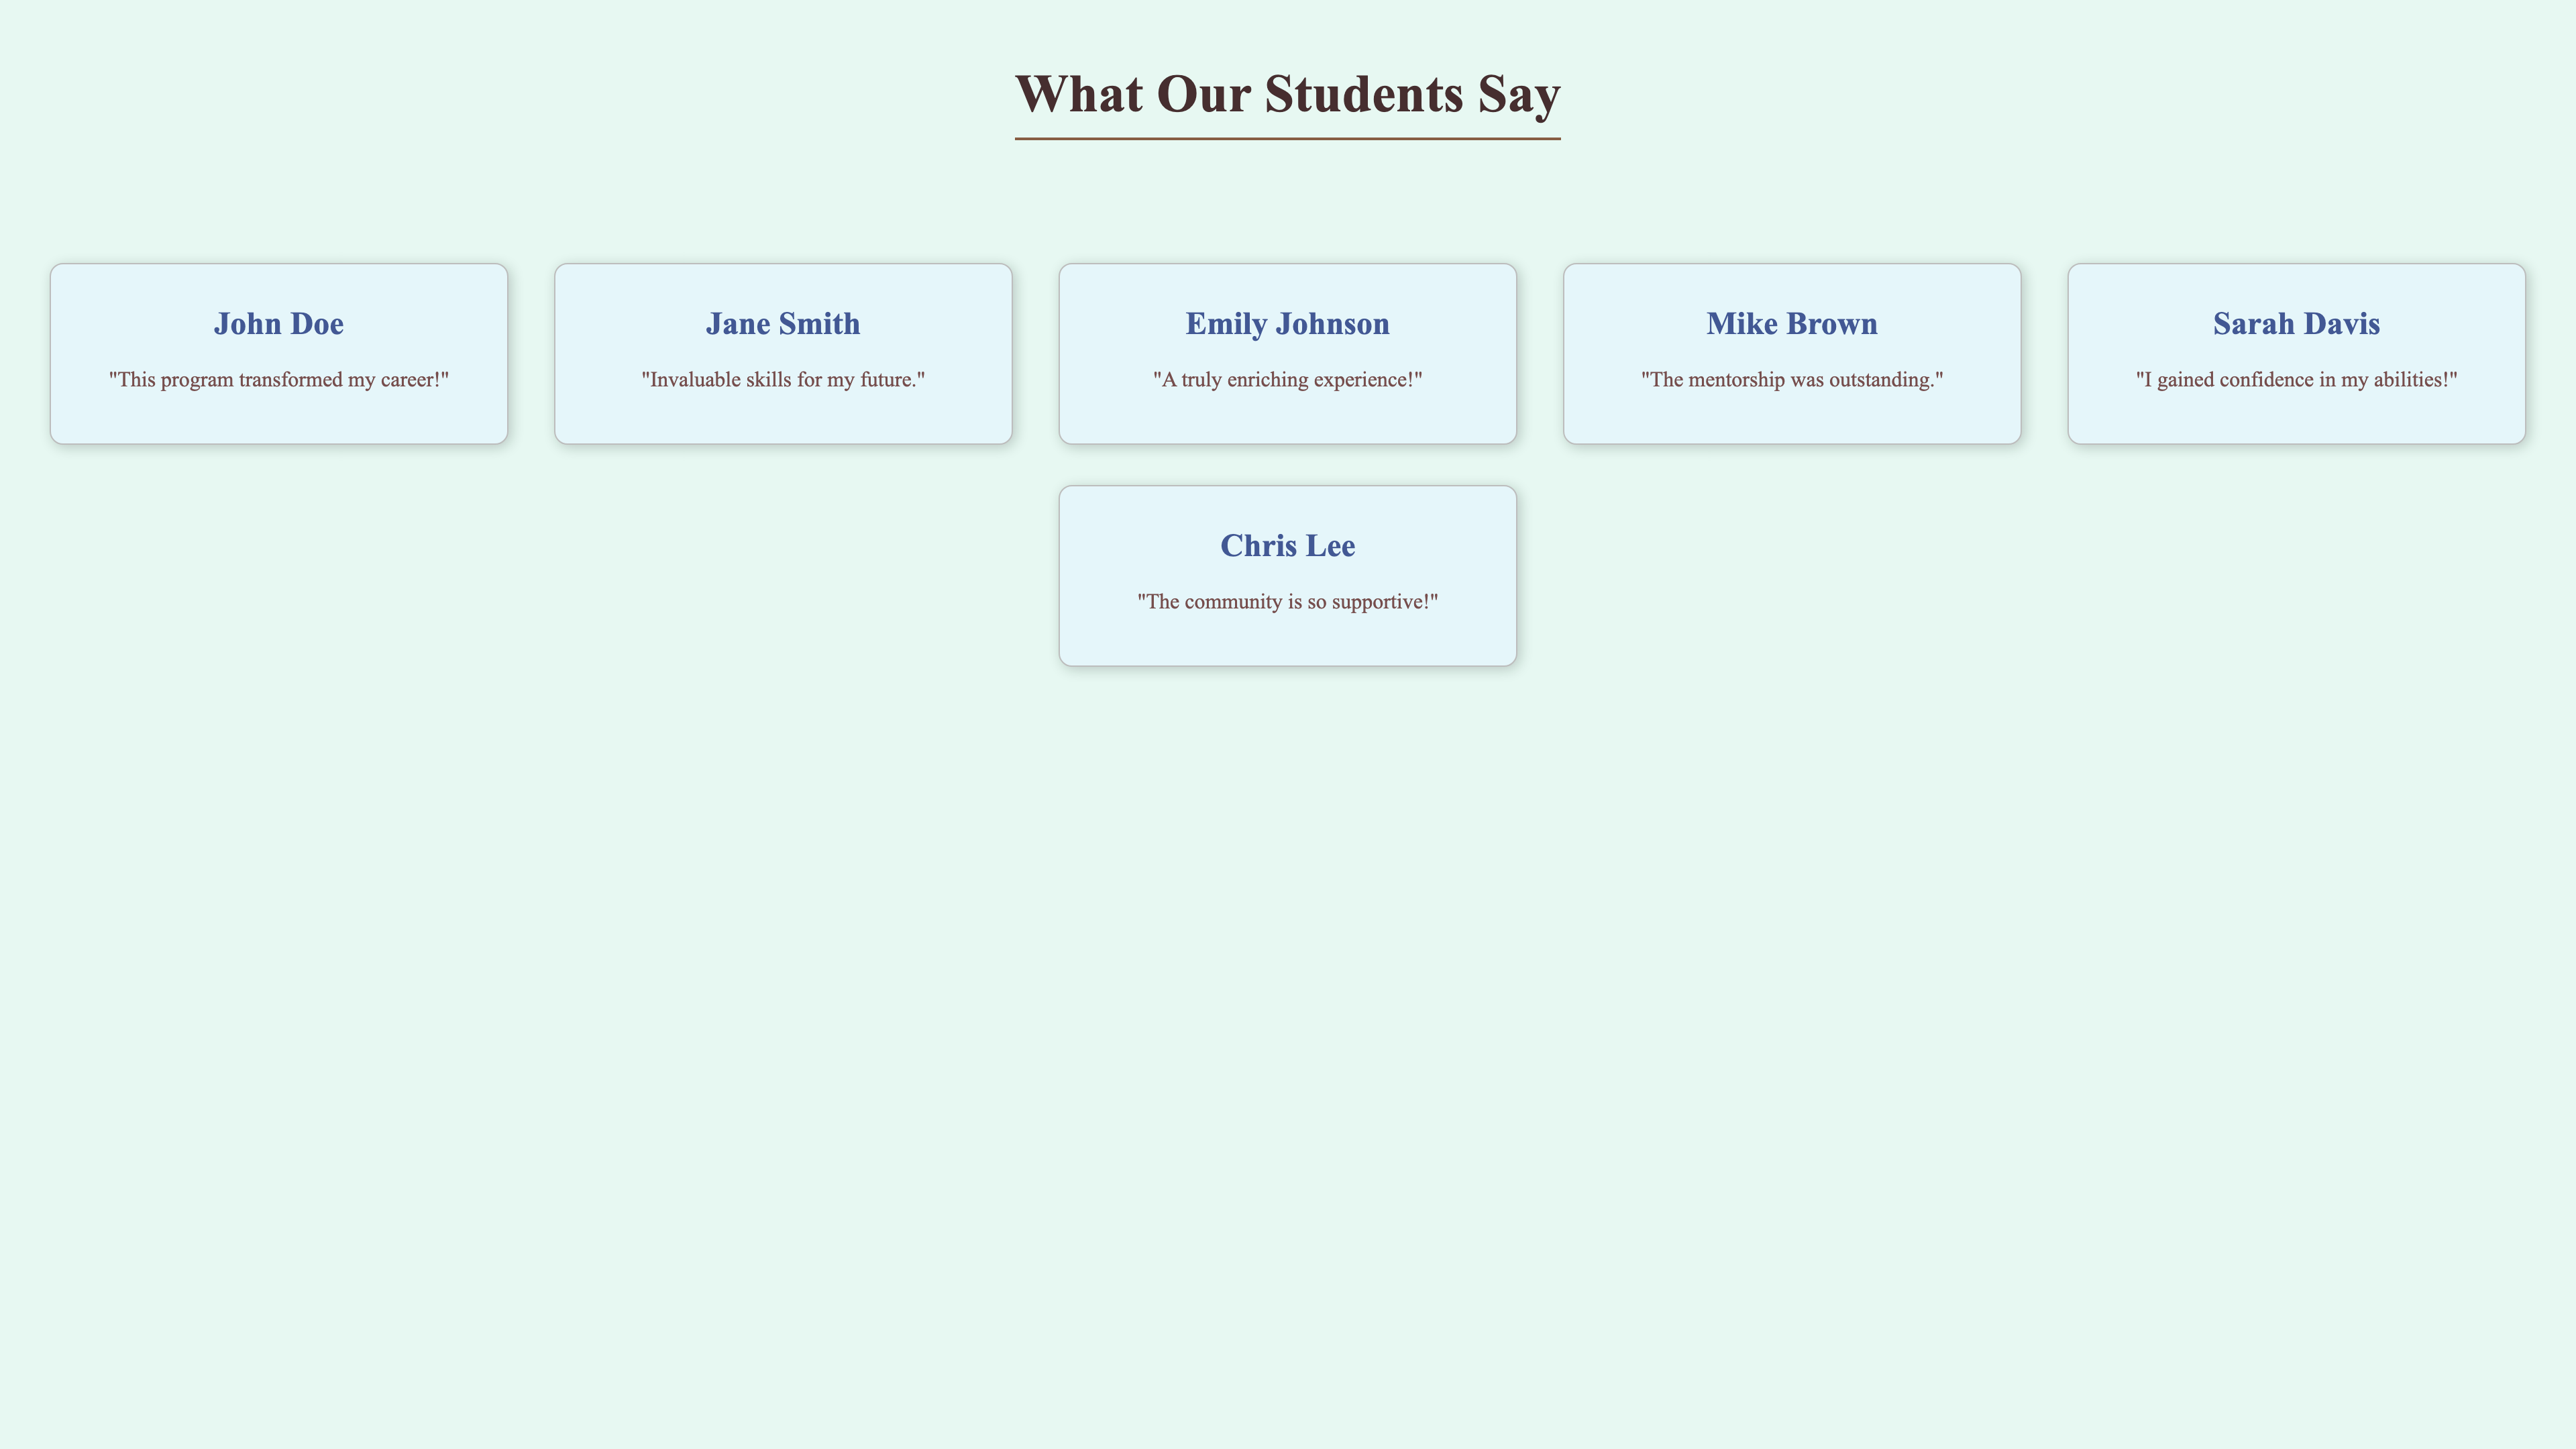 What Our Students Say
John Doe
"This program transformed my career!"
Jane Smith
"Invaluable skills for my future."
Emily Johnson
"A truly enriching experience!"
Mike Brown
"The mentorship was outstanding."
Sarah Davis
"I gained confidence in my abilities!"
Chris Lee
"The community is so supportive!"